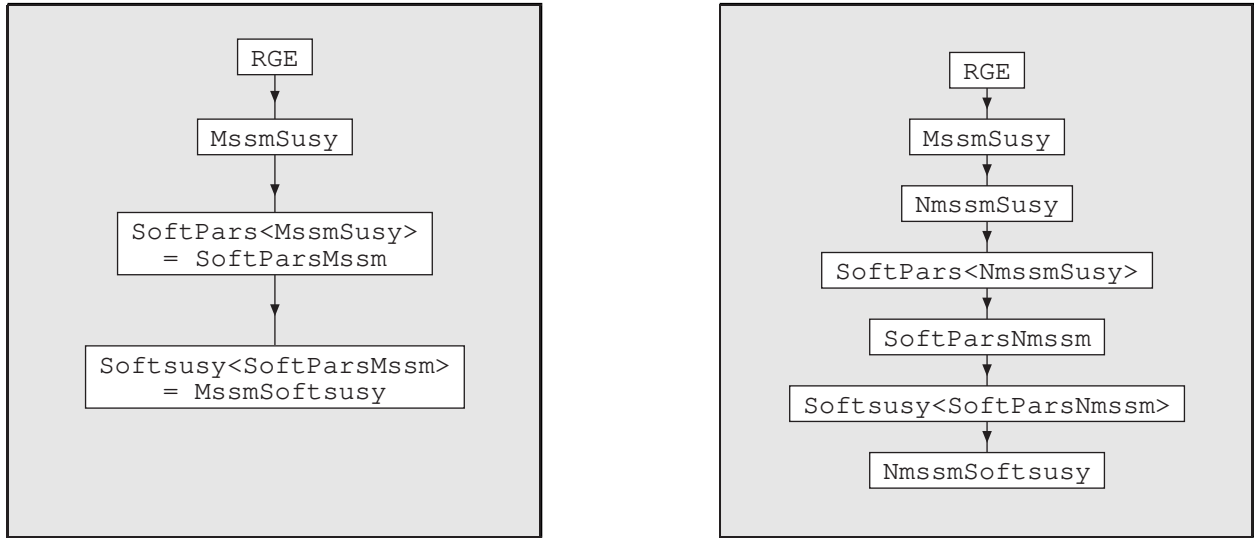 RGE
MssmSusy
SoftPars<MssmSusy>
= SoftParsMssm
Softsusy<SoftParsMssm>
= MssmSoftsusy
RGE
MssmSusy
NmssmSusy
SoftPars<NmssmSusy>
SoftParsNmssm
Softsusy<SoftParsNmssm>
NmssmSoftsusy